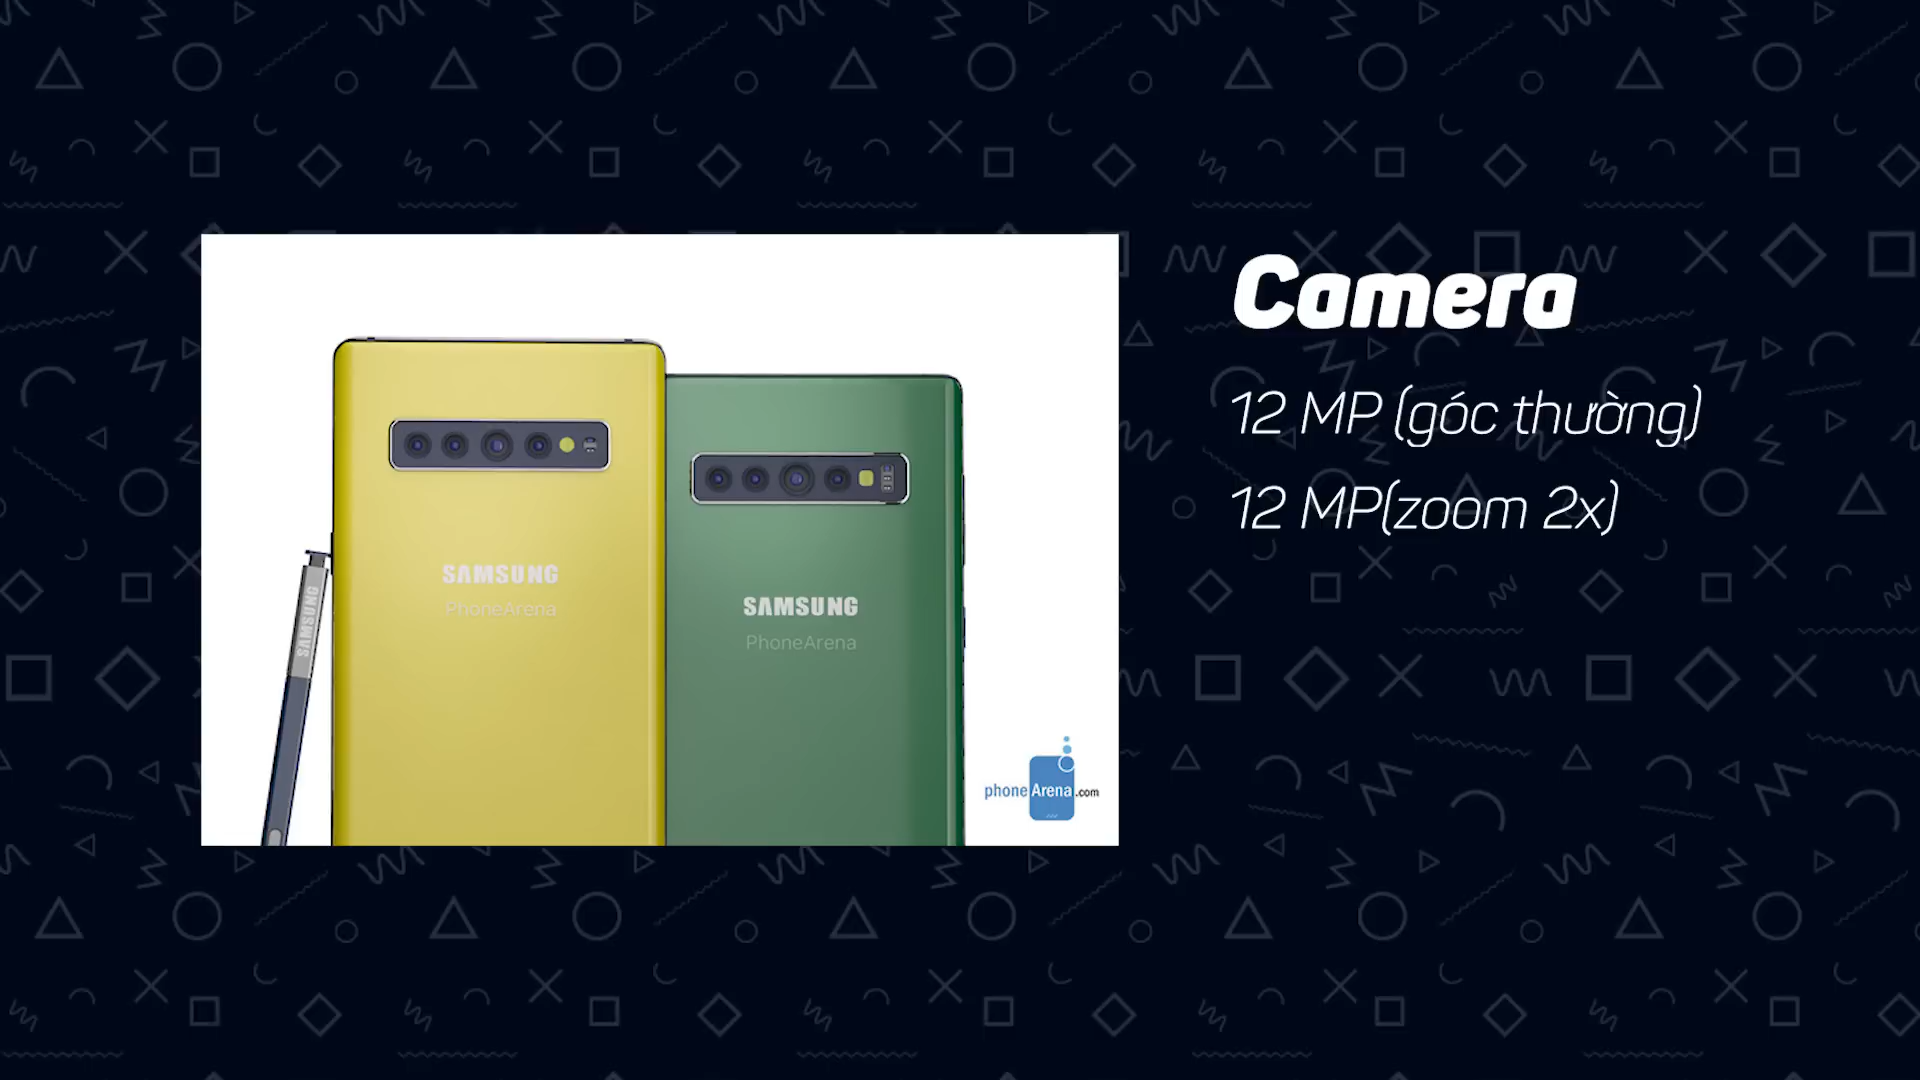 Camera
12 MP (góc thường)
12 MP(zoom 2x)
SAMSUNG
PhoneArena
SAMSUNG
PhoneArena
SAMSUNG
phoneArena.com